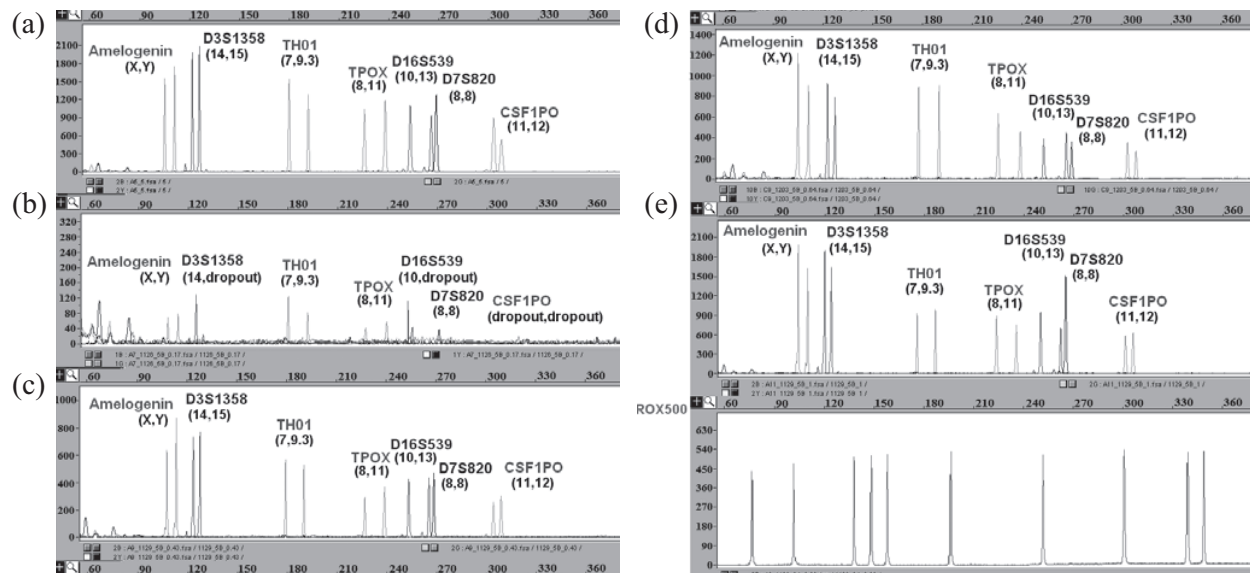 (a)
60 90 120 150 180 210 240 270 300 330 360
2100
1800
1500
1200
900
600
300
0
Amelogenin
(X,Y)
D3S1358
(14,15)
TH01
(7,9.3)
TPOX
(8,11)
D16S539
(10,13)
D7S820
(8,8)
CSF1PO
(11,12)
(b)
60 90 120 150 180 210 240 270 300 330 360
320
280
240
200
160
120
80
40
0
Amelogenin
(X,Y)
D3S1358
(14,dropout)
TH01
(7,9.3)
TPOX
(8,11)
D16S539
(10,dropout)
D7S820
(8,8)
CSF1PO
(dropout,dropout)
(c)
60 90 120 150 180 210 240 270 300 330 360
1000
800
600
400
200
0
Amelogenin
(X,Y)
D3S1358
(14,15)
TH01
(7,9.3)
TPOX
(8,11)
D16S539
(10,13)
D7S820
(8,8)
CSF1PO
(11,12)
(d)
60 90 120 150 180 210 240 270 300 330 360
1400
1200
1000
800
600
400
200
0
Amelogenin
(X,Y)
D3S1358
(14,15)
TH01
(7,9.3)
TPOX
(8,11)
D16S539
(10,13)
D7S820
(8,8)
CSF1PO
(11,12)
(e)
60 90 120 150 180 210 240 270 300 330 360
2100
1800
1500
1200
900
600
300
0
Amelogenin
(X,Y)
D3S1358
(14,15)
TH01
(7,9.3)
TPOX
(8,11)
D16S539
(10,13)
D7S820
(8,8)
CSF1PO
(11,12)
ROX500
60 90 120 150 180 210 240 270 300 330 360
630
540
450
360
270
180
90
0